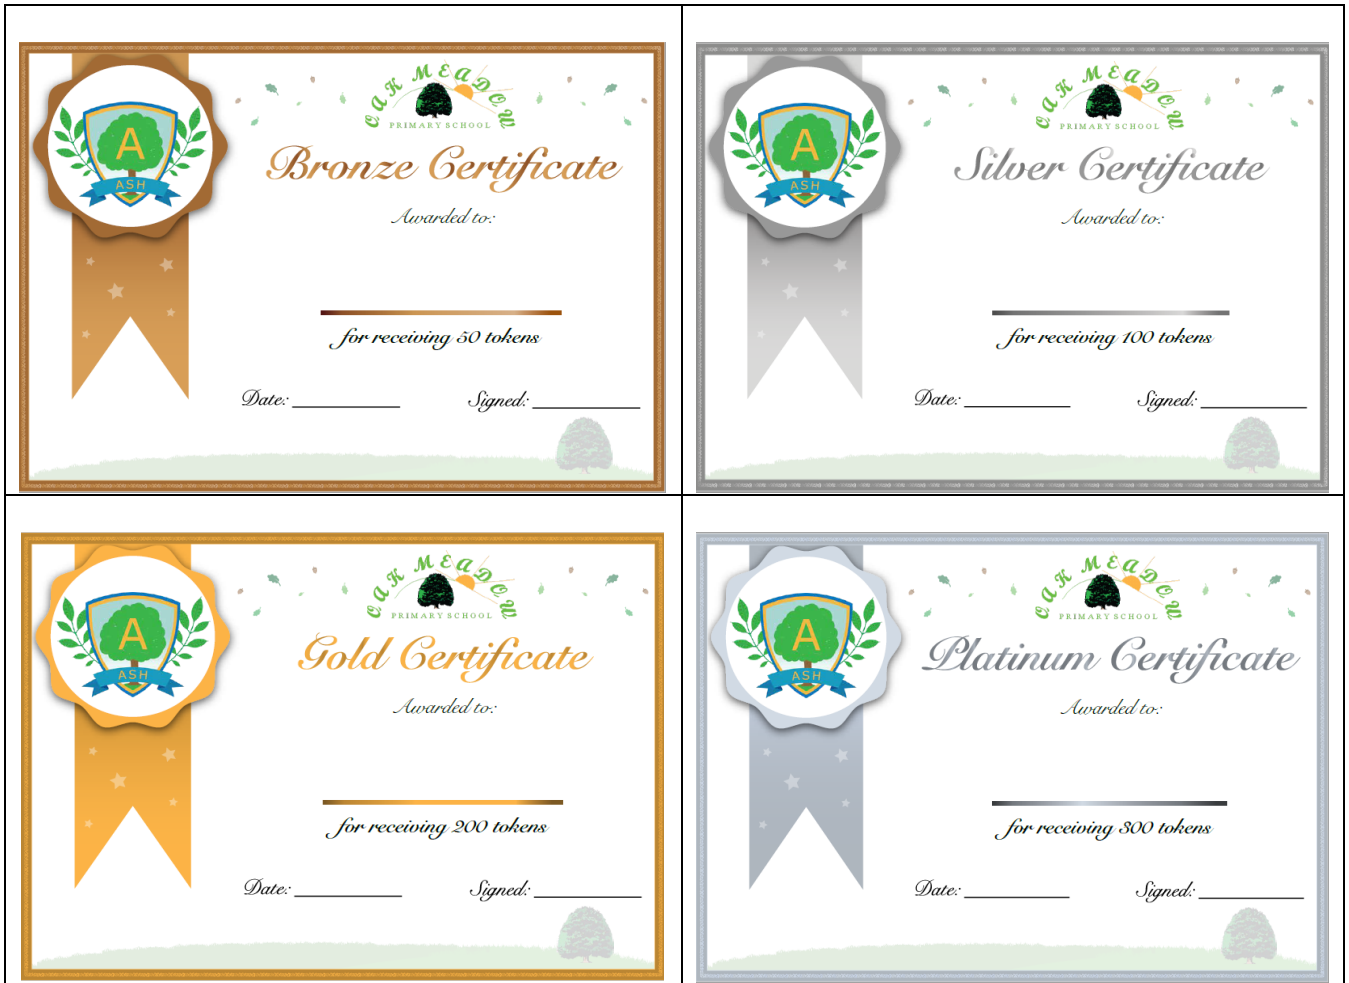 OAK MEADOW
PRIMARY SCHOOL
A
ASH
Bronze Certificate
Awarded to:
for receiving 50 tokens
Date: Signed:
OAK MEADOW
PRIMARY SCHOOL
A
ASH
Silver Certificate
Awarded to:
for receiving 100 tokens
Date: Signed:
OAK MEADOW
PRIMARY SCHOOL
A
ASH
Gold Certificate
Awarded to:
for receiving 200 tokens
Date: Signed:
OAK MEADOW
PRIMARY SCHOOL
A
ASH
Platinum Certificate
Awarded to:
for receiving 300 tokens
Date: Signed: